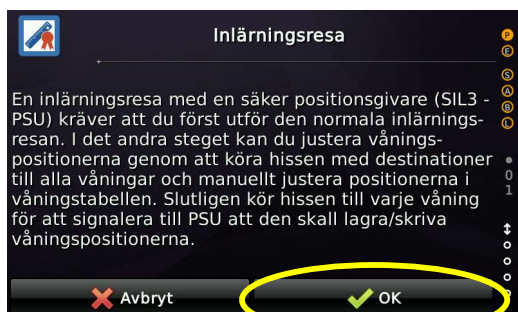 Inlärningsresa
En inlärningsresa med en säker positionsgivare (SIL3 -
PSU) kräver att du först utför den normala inlärnings-
resan. I det andra steget kan du justera vånings-
positionerna genom att köra hissen med destinationer
till alla våningar och manuellt justera positionerna i
våningstabellen. Slutligen kör hissen till varje våning
för att signalera till PSU att den skall lagra/skriva
våningspositionerna.
Avbryt
OK
P
E
S
A
B
L
0
1